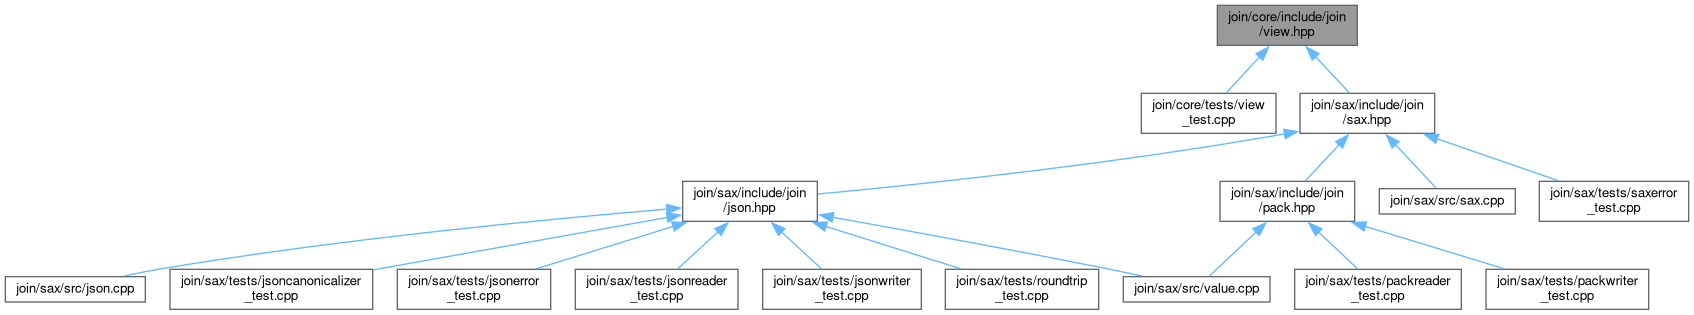 join/core/include/join
/view.hpp
join/core/tests/view
_test.cpp
join/sax/include/join
/sax.hpp
join/sax/include/join
/json.hpp
join/sax/include/join
/pack.hpp
join/sax/src/sax.cpp
join/sax/tests/saxerror
_test.cpp
join/sax/src/json.cpp
join/sax/tests/jsoncanonicalizer
_test.cpp
join/sax/tests/jsonerror
_test.cpp
join/sax/tests/jsonreader
_test.cpp
join/sax/tests/jsonwriter
_test.cpp
join/sax/tests/roundtrip
_test.cpp
join/sax/src/value.cpp
join/sax/tests/packreader
_test.cpp
join/sax/tests/packwriter
_test.cpp